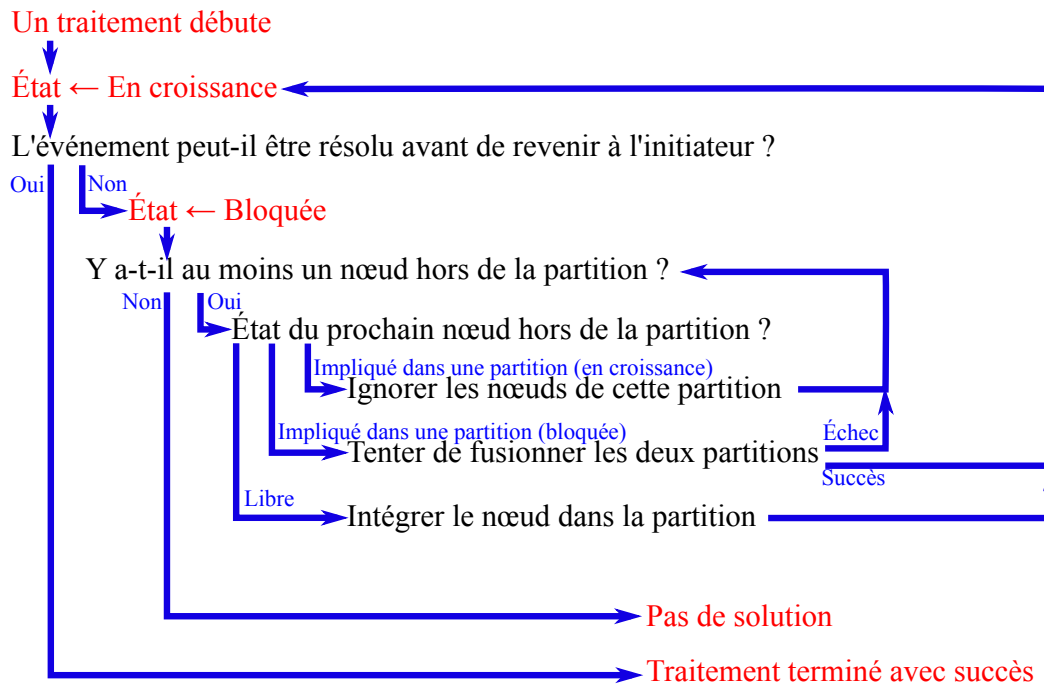 Un traitement débute
État ← En croissance
L'événement peut-il être résolu avant de revenir à l'initiateur ?
Oui
Non
État ← Bloquée
Y a-t-il au moins un nœud hors de la partition ?
Non
Oui
État du prochain nœud hors de la partition ?
Impliqué dans une partition (en croissance)
Ignorer les nœuds de cette partition
Impliqué dans une partition (bloquée)
Échec
Tenter de fusionner les deux partitions
Succès
Libre
Intégrer le nœud dans la partition
Pas de solution
Traitement terminé avec succès